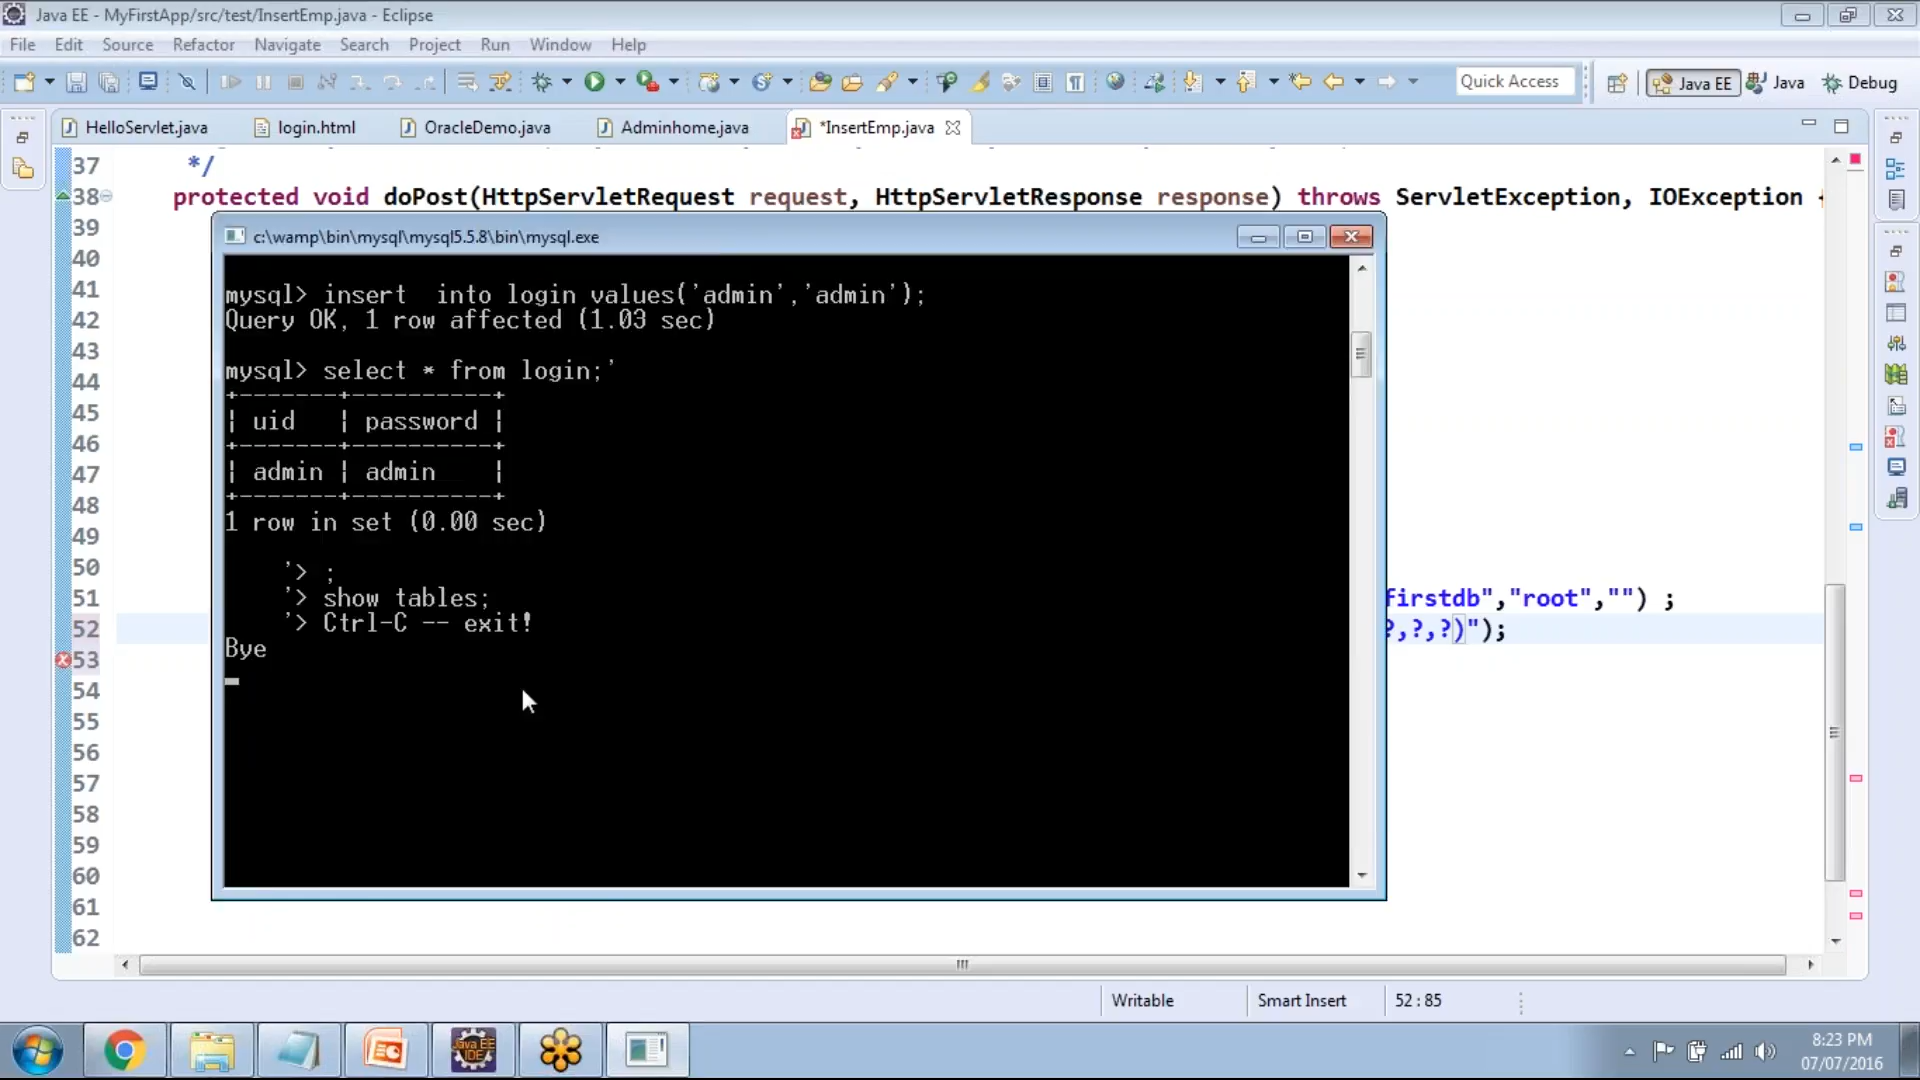 Java EE - MyFirstApp/src/test/InsertEmp.java - Eclipse
File Edit Source Refactor Navigate Search Project Run Window Help
Quick Access Java EE Java Debug
HelloServlet.java login.html OracleDemo.java Adminhome.java *InsertEmp.java
37 */
38 protected void doPost(HttpServletRequest request, HttpServletResponse response) throws ServletException, IOException {
39
40
41
42
43
44
45
46
47
48
49
50
51 firstdb","root","") ;
52 ?,?,?)");
53
54
55
56
57
58
59
60
61
62
c:\wamp\bin\mysql\mysql5.5.8\bin\mysql.exe
mysql> insert  into login values('admin','admin');
Query OK, 1 row affected (1.03 sec)
mysql> select * from login;'
+-------+----------+
| uid   | password |
+-------+----------+
| admin | admin    |
+-------+----------+
1 row in set (0.00 sec)
'> ;
'> show tables;
'> Ctrl-C -- exit!
Bye
Writable Smart Insert 52 : 85
Java EE
IDE
8:23 PM
07/07/2016